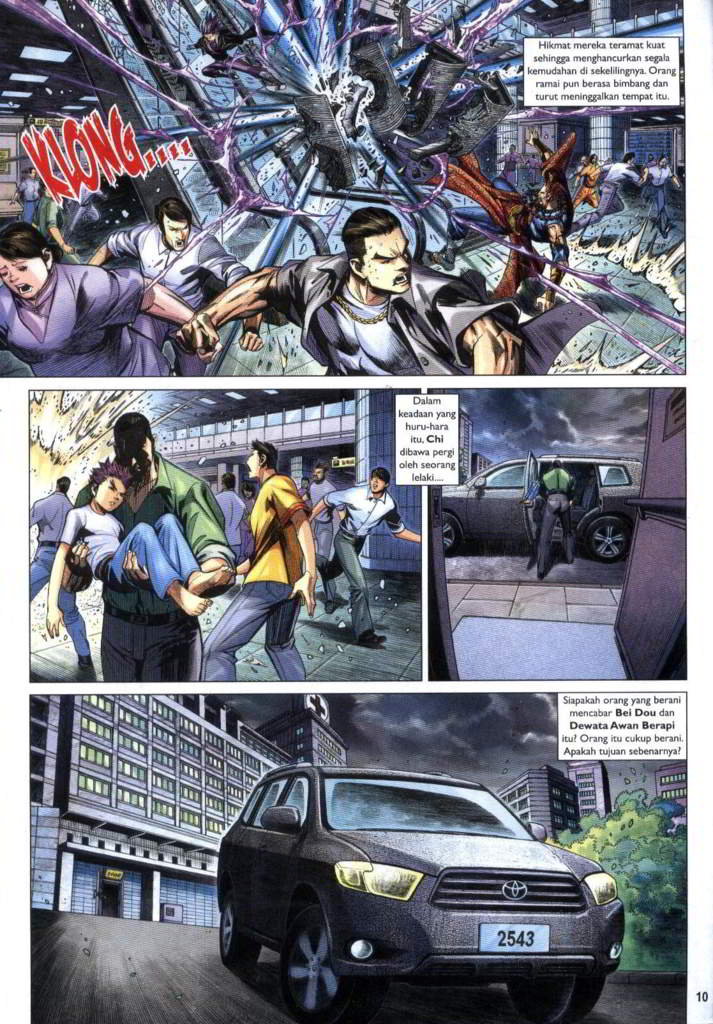 Hikmat mereka teramat kuat
sehingga menghancurkan segala
kemudahan di sekelilingnya. Orang
ramai pun berasa bimbang dan
turut meninggalkan tempat itu.
KLONG....
Dalam
keadaan yang
huru-hara
itu, Chi
dibawa pergi
oleh seorang
lelaki....
Siapakah orang yang berani
mencabar Bei Dou dan
Dewata Awan Berapi
itu? Orang itu cukup berani.
Apakah tujuan sebenarnya?
2543
10